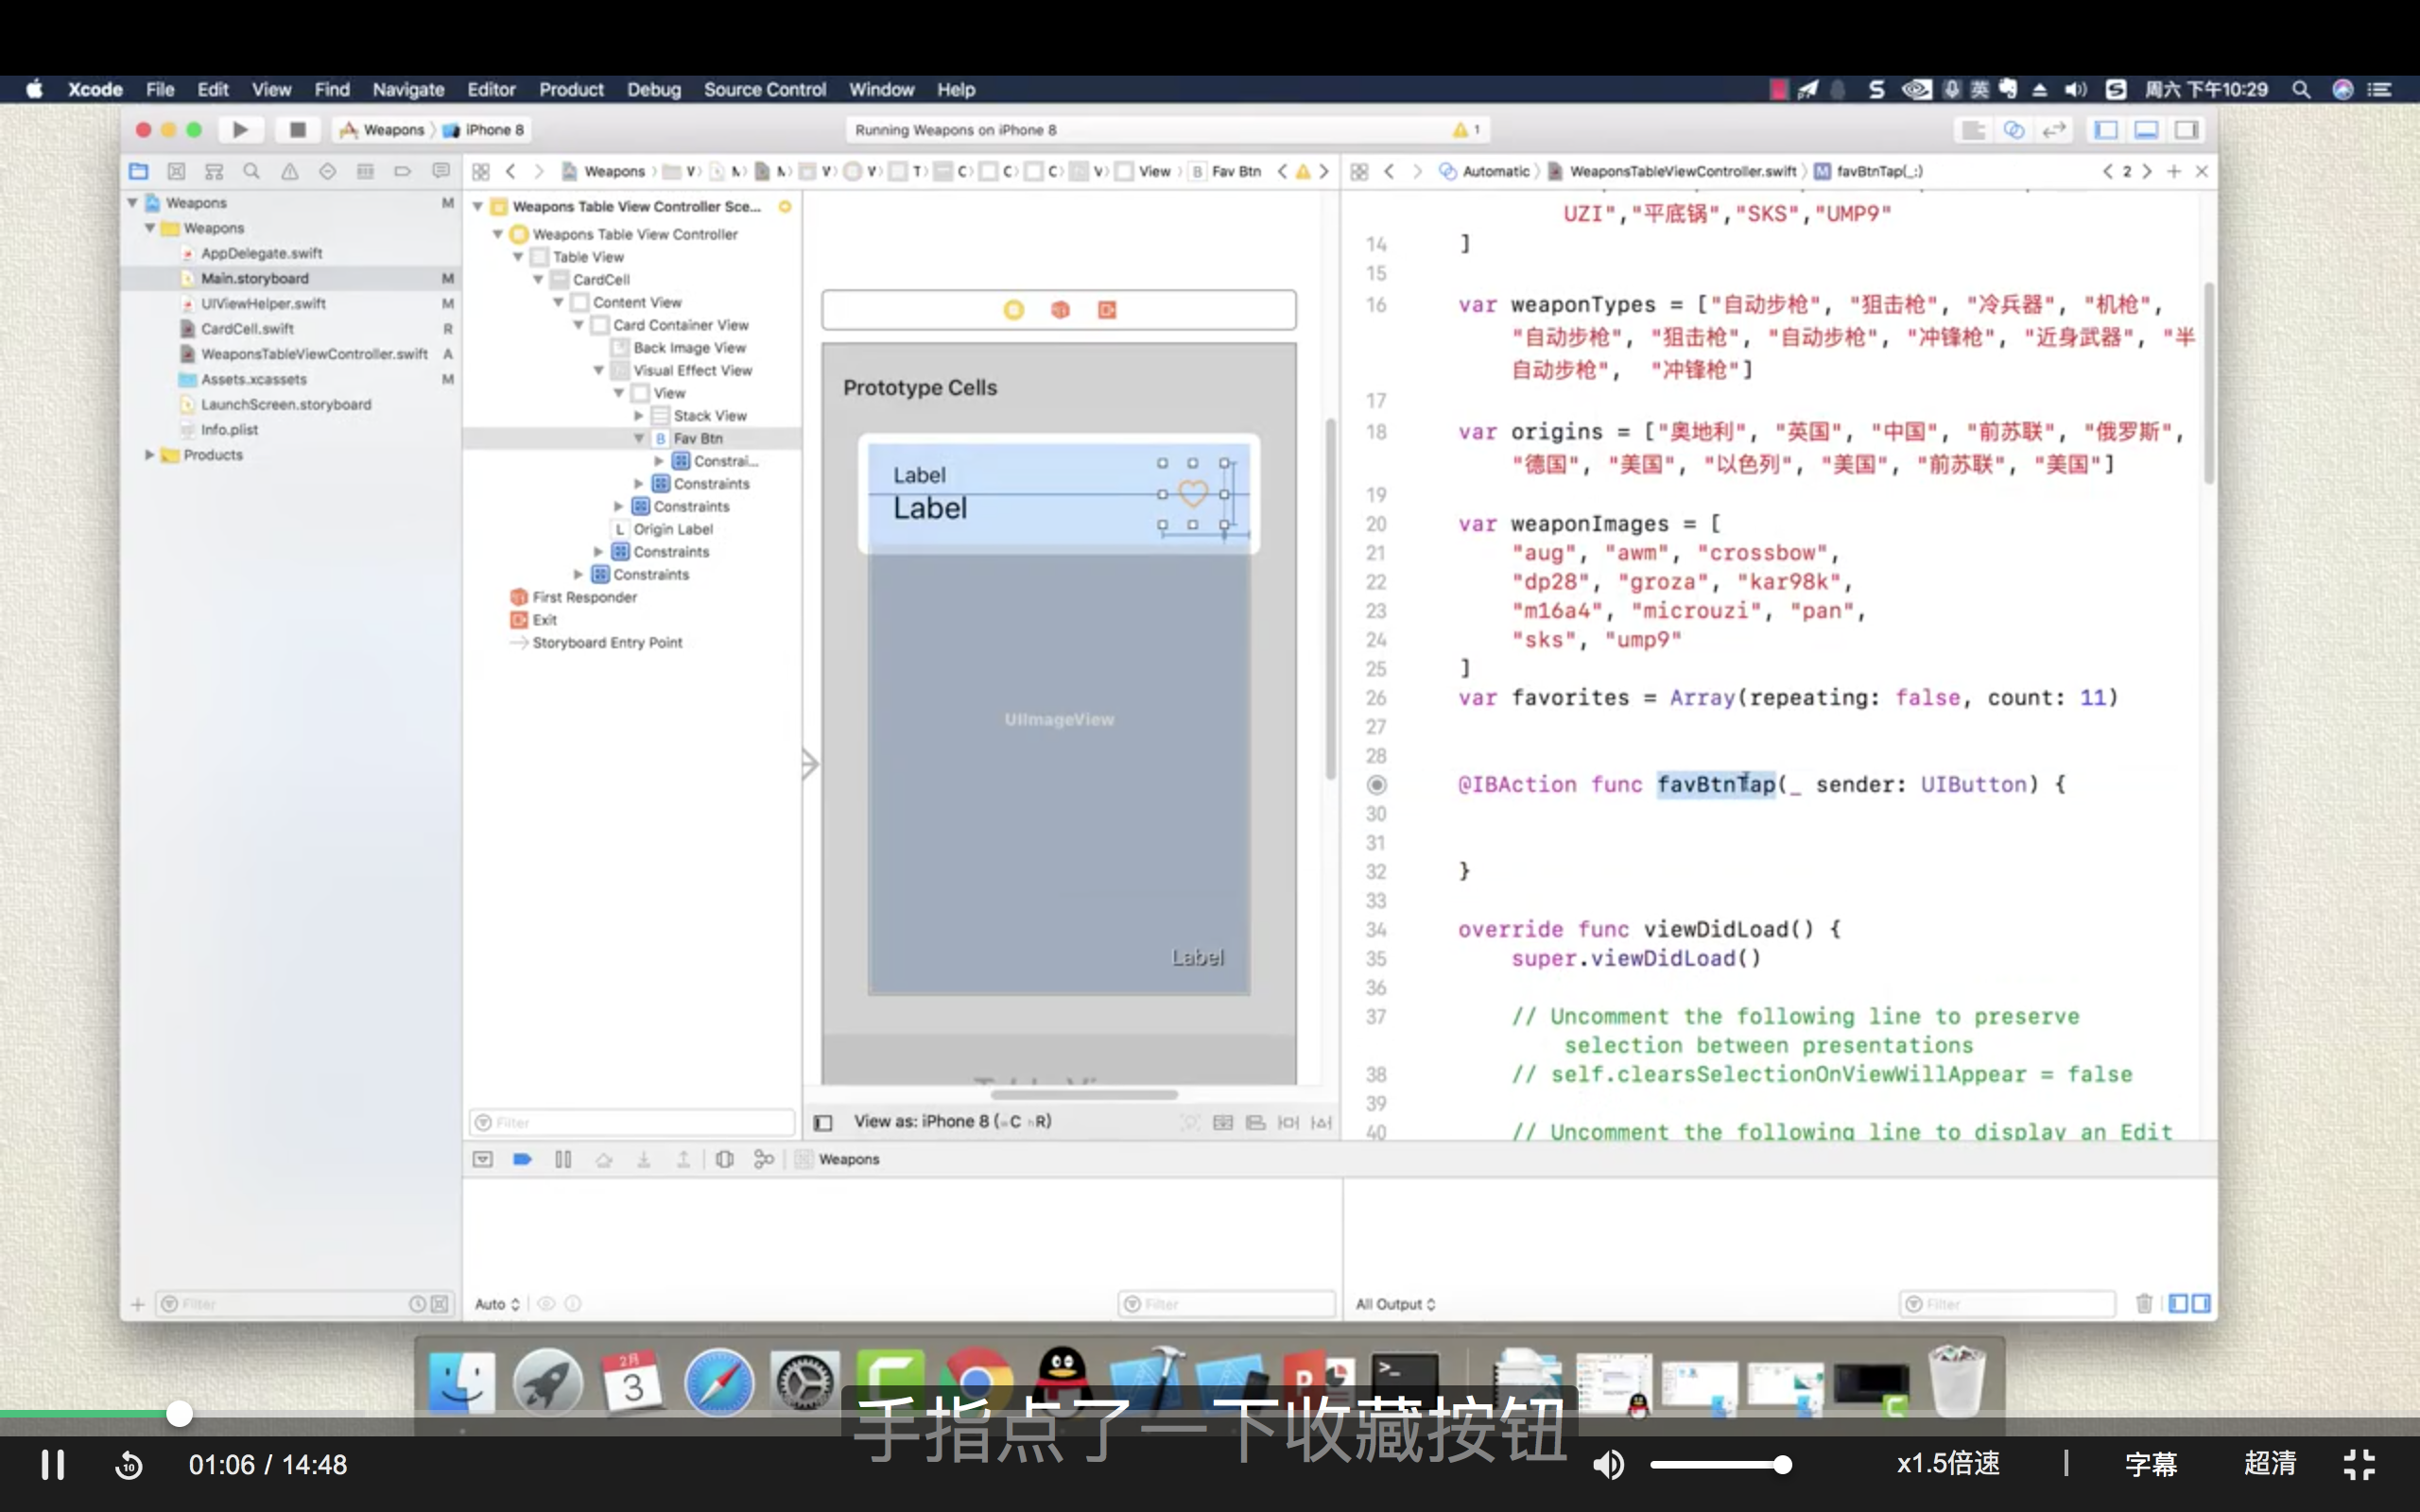 Xcode File Edit View Find Navigate Editor Product Debug Source Control Window Help
英 周六 下午10:29
Weapons iPhone 8
Running Weapons on iPhone 8
1
Weapons View B Fav Btn
Automatic WeaponsTableViewController.swift M favBtnTap(_:)
2
Weapons M
Weapons
AppDelegate.swift
Main.storyboard M
UIViewHelper.swift M
CardCell.swift R
WeaponsTableViewController.swift A
Assets.xcassets M
LaunchScreen.storyboard
Info.plist
Products
Weapons Table View Controller Sce...
Weapons Table View Controller
Table View
CardCell
Content View
Card Container View
Back Image View
Visual Effect View
View
Stack View
B Fav Btn
Constrai...
Constraints
Constraints
L Origin Label
Constraints
Constraints
First Responder
Exit
Storyboard Entry Point
Filter
Prototype Cells
Label
Label
UIImageView
Label
View as: iPhone 8 (wC hR)
UZI","平底锅","SKS","UMP9"
14 ]
15
16 var weaponTypes = ["自动步枪", "狙击枪", "冷兵器", "机枪",
"自动步枪", "狙击枪", "自动步枪", "冲锋枪", "近身武器", "半
自动步枪", "冲锋枪"]
17
18 var origins = ["奥地利", "英国", "中国", "前苏联", "俄罗斯",
"德国", "美国", "以色列", "美国", "前苏联", "美国"]
19
20 var weaponImages = [
21 "aug", "awm", "crossbow",
22 "dp28", "groza", "kar98k",
23 "m16a4", "microuzi", "pan",
24 "sks", "ump9"
25 ]
26 var favorites = Array(repeating: false, count: 11)
27
28
@IBAction func favBtnTap(_ sender: UIButton) {
30
31
32 }
33
34 override func viewDidLoad() {
35 super.viewDidLoad()
36
37 // Uncomment the following line to preserve
selection between presentations
38 // self.clearsSelectionOnViewWillAppear = false
39
40 // Uncomment the following line to display an Edit
Weapons
Filter
Auto
Filter
All Output
Filter
2月
3
手指点了一下收藏按钮
10
01:06 / 14:48
x1.5倍速
字幕
超清